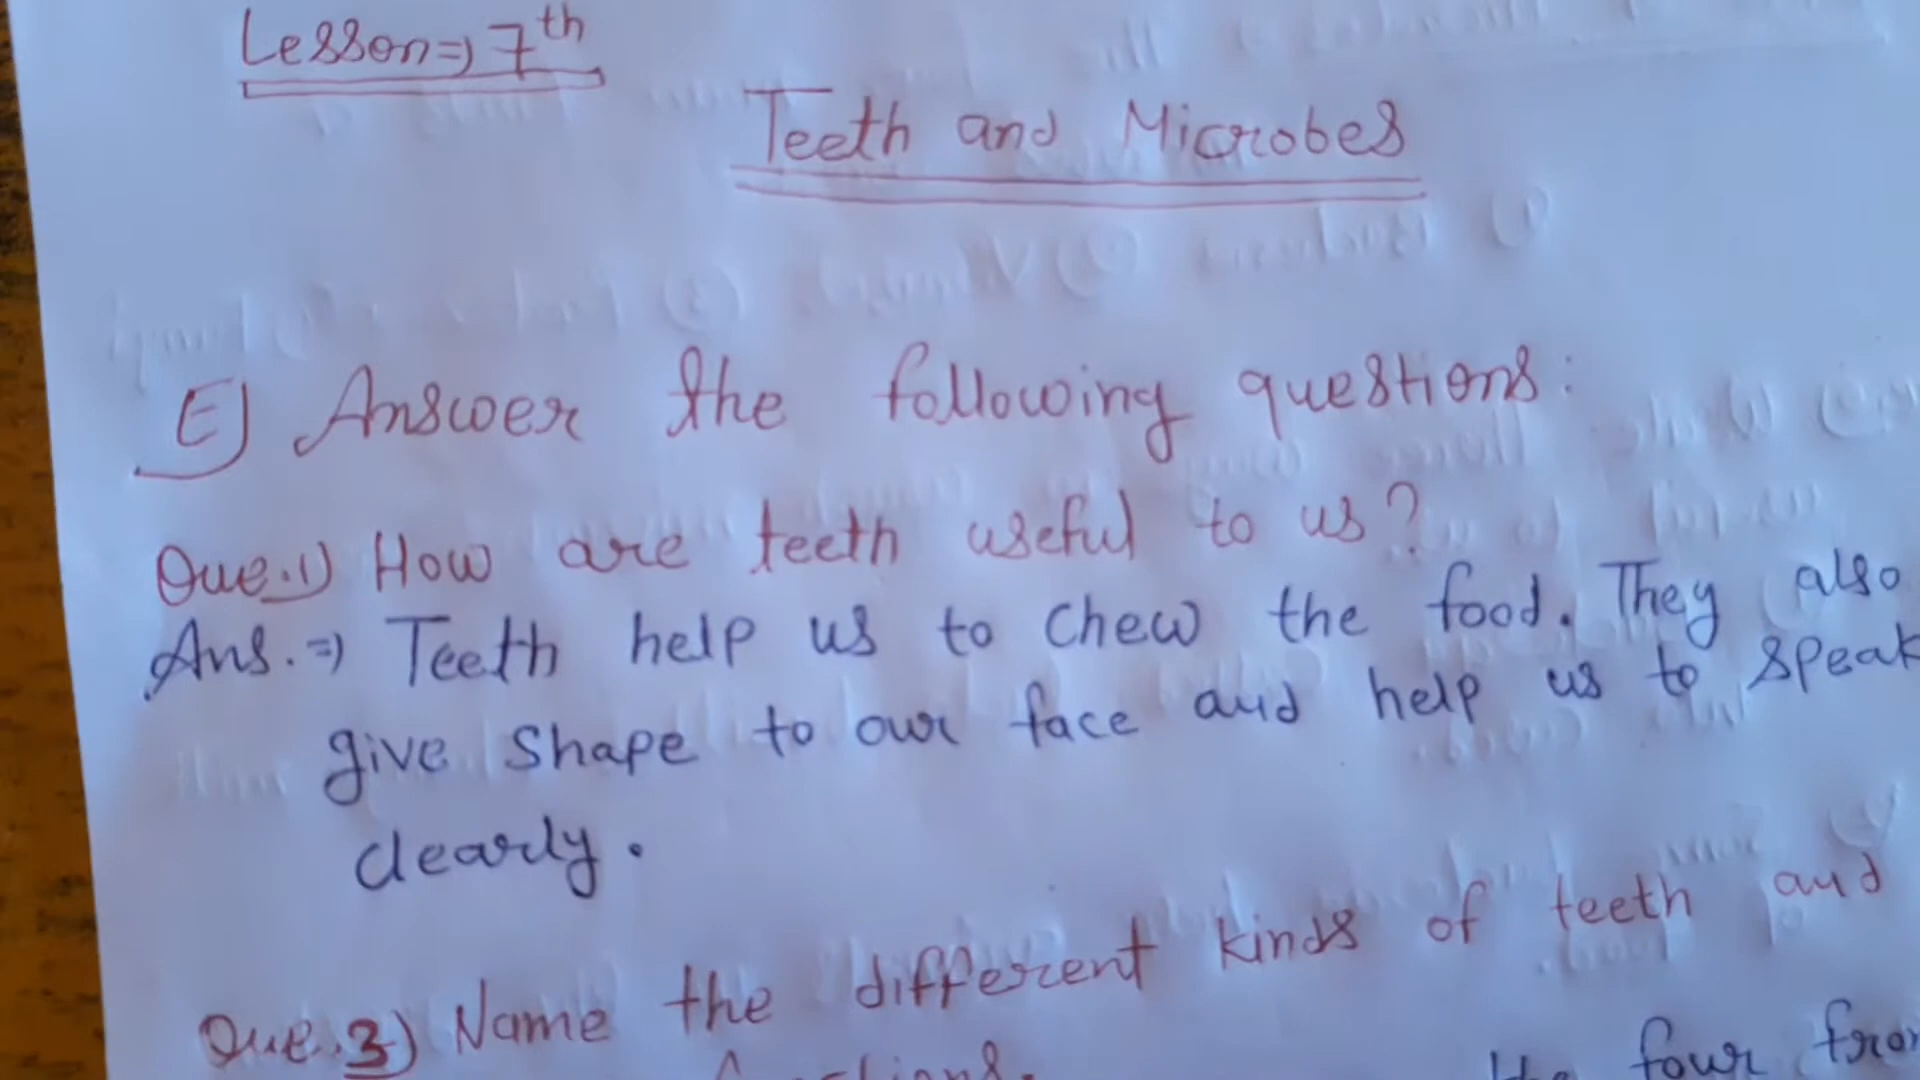 Lesson⇒ 7th
Teeth and Microbes
E) Answer the following questions:
Que.1) How are teeth useful to us?
Ans.⇒ Teeth help us to chew the food. They also
give shape to our face and help us to speak
clearly.
Que.3) Name the different kinds of teeth and
four